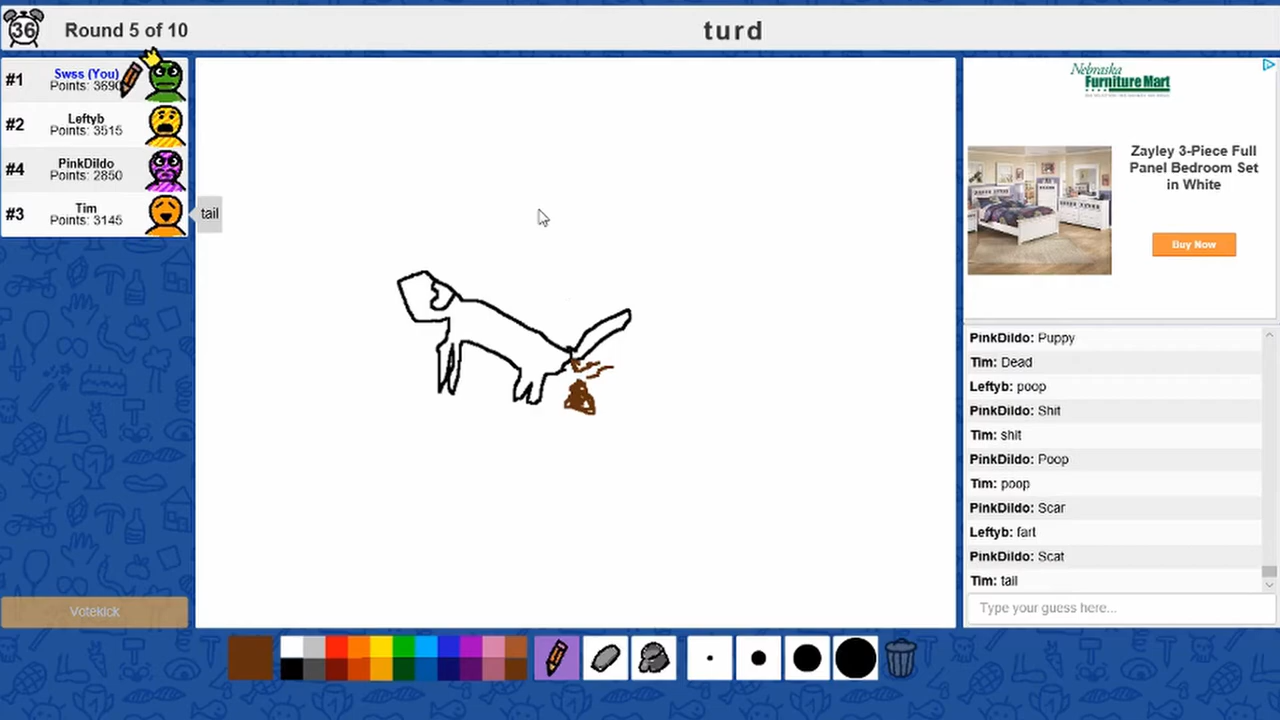 36
Round 5 of 10
turd
#1
Swss (You)
Points: 3690
#2
Leftyb
Points: 3515
#4
PinkDildo
Points: 2850
#3
Tim
Points: 3145
tail
Votekick
Nebraska
Furniture Mart
Zayley 3-Piece Full
Panel Bedroom Set
in White
Buy Now
PinkDildo: Puppy
Tim: Dead
Leftyb: poop
PinkDildo: Shit
Tim: shit
PinkDildo: Poop
Tim: poop
PinkDildo: Scar
Leftyb: fart
PinkDildo: Scat
Tim: tail
Type your guess here...